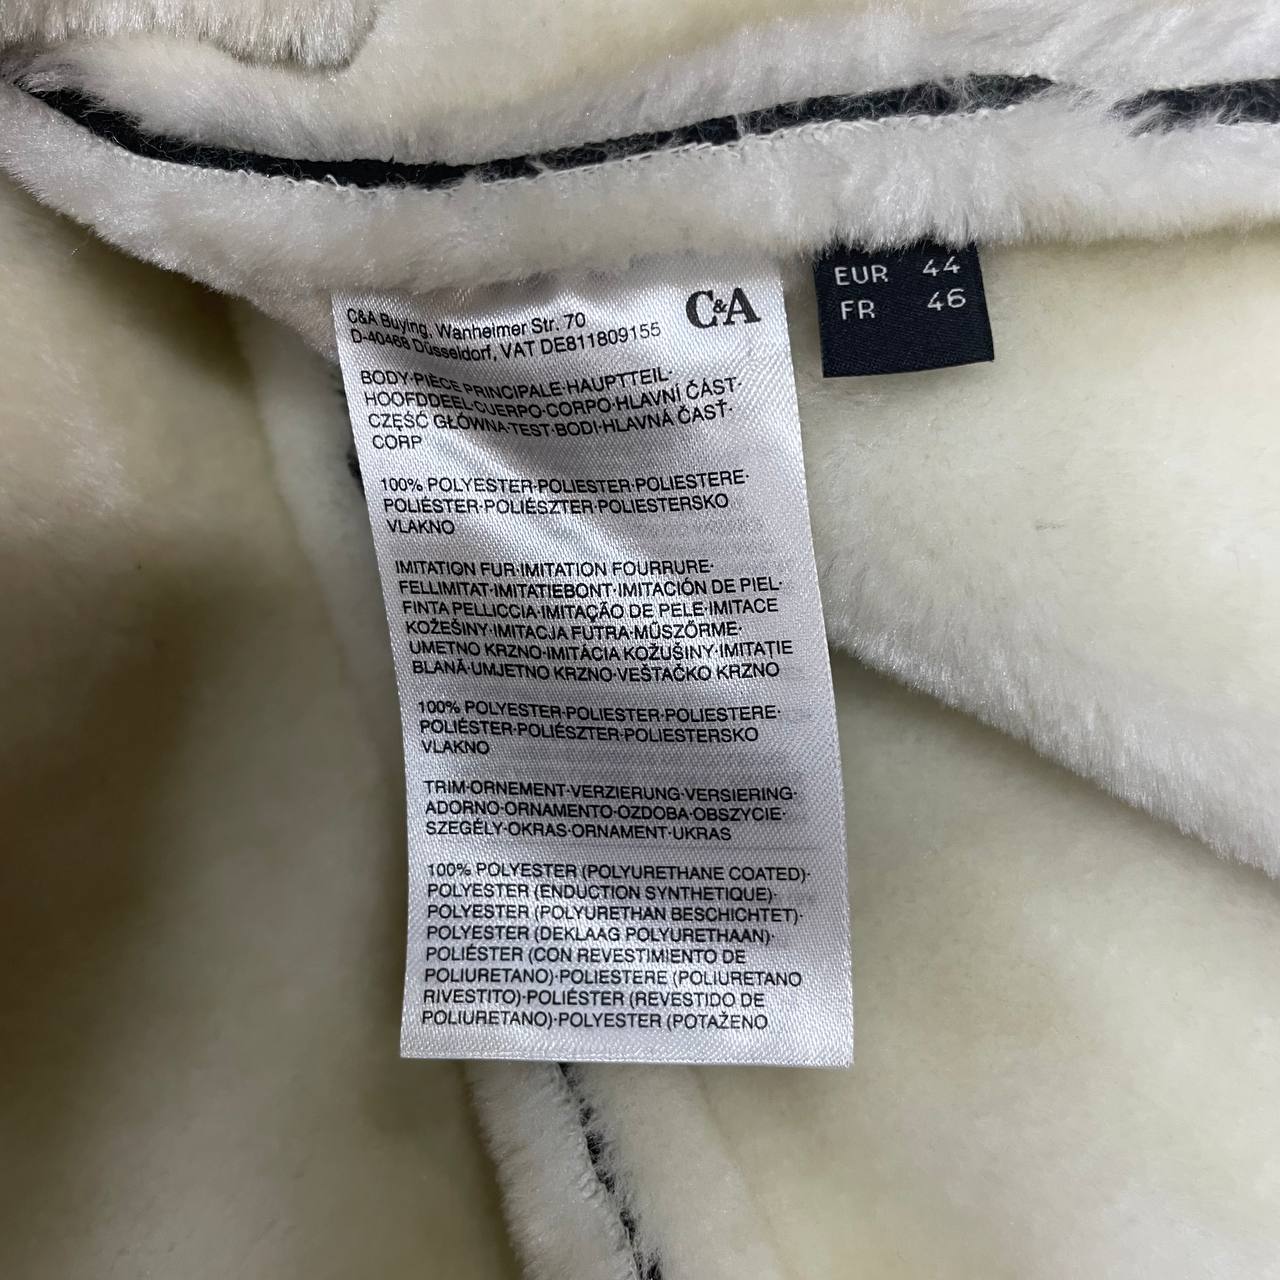 C&A Buying, Wanheimer Str. 70
D-40468 Düsseldorf, VAT DE811809155
C&A
BODY·PIÈCE PRINCIPALE·HAUPTTEIL·
HOOFDDEEL·CUERPO·CORPO·HLAVNÍ ČÁST·
CZĘŚĆ GŁÓWNA·TEST·BODI·HLAVNÁ ČASŤ·
CORP
100% POLYESTER·POLIESTER·POLIESTERE·
POLIÉSTER·POLIÉSZTER·POLIESTERSKO
VLAKNO
IMITATION FUR·IMITATION FOURRURE·
FELLIMITAT·IMITATIEBONT·IMITACIÓN DE PIEL·
FINTA PELLICCIA·IMITAÇÃO DE PELE·IMITACE
KOŽEŠINY·IMITACJA FUTRA·MŰSZŐRME·
UMETNO KRZNO·IMITÁCIA KOŽUŠINY·IMITAȚIE
BLANĂ·UMJETNO KRZNO·VEŠTAČKO KRZNO
100% POLYESTER·POLIESTER·POLIESTERE·
POLIÉSTER·POLIÉSZTER·POLIESTERSKO
VLAKNO
TRIM·ORNEMENT·VERZIERUNG·VERSIERING·
ADORNO·ORNAMENTO·OZDOBA·OBSZYCIE·
SZEGÉLY·OKRAS·ORNAMENT·UKRAS
100% POLYESTER (POLYURETHANE COATED)·
POLYESTER (ENDUCTION SYNTHETIQUE)·
POLYESTER (POLYURETHAN BESCHICHTET)·
POLYESTER (DEKLAAG POLYURETHAAN)·
POLIÉSTER (CON REVESTIMIENTO DE
POLIURETANO)·POLIESTERE (POLIURETANO
RIVESTITO)·POLIÉSTER (REVESTIDO DE
POLIURETANO)·POLYESTER (POTAŽENO
EUR 44
FR 46